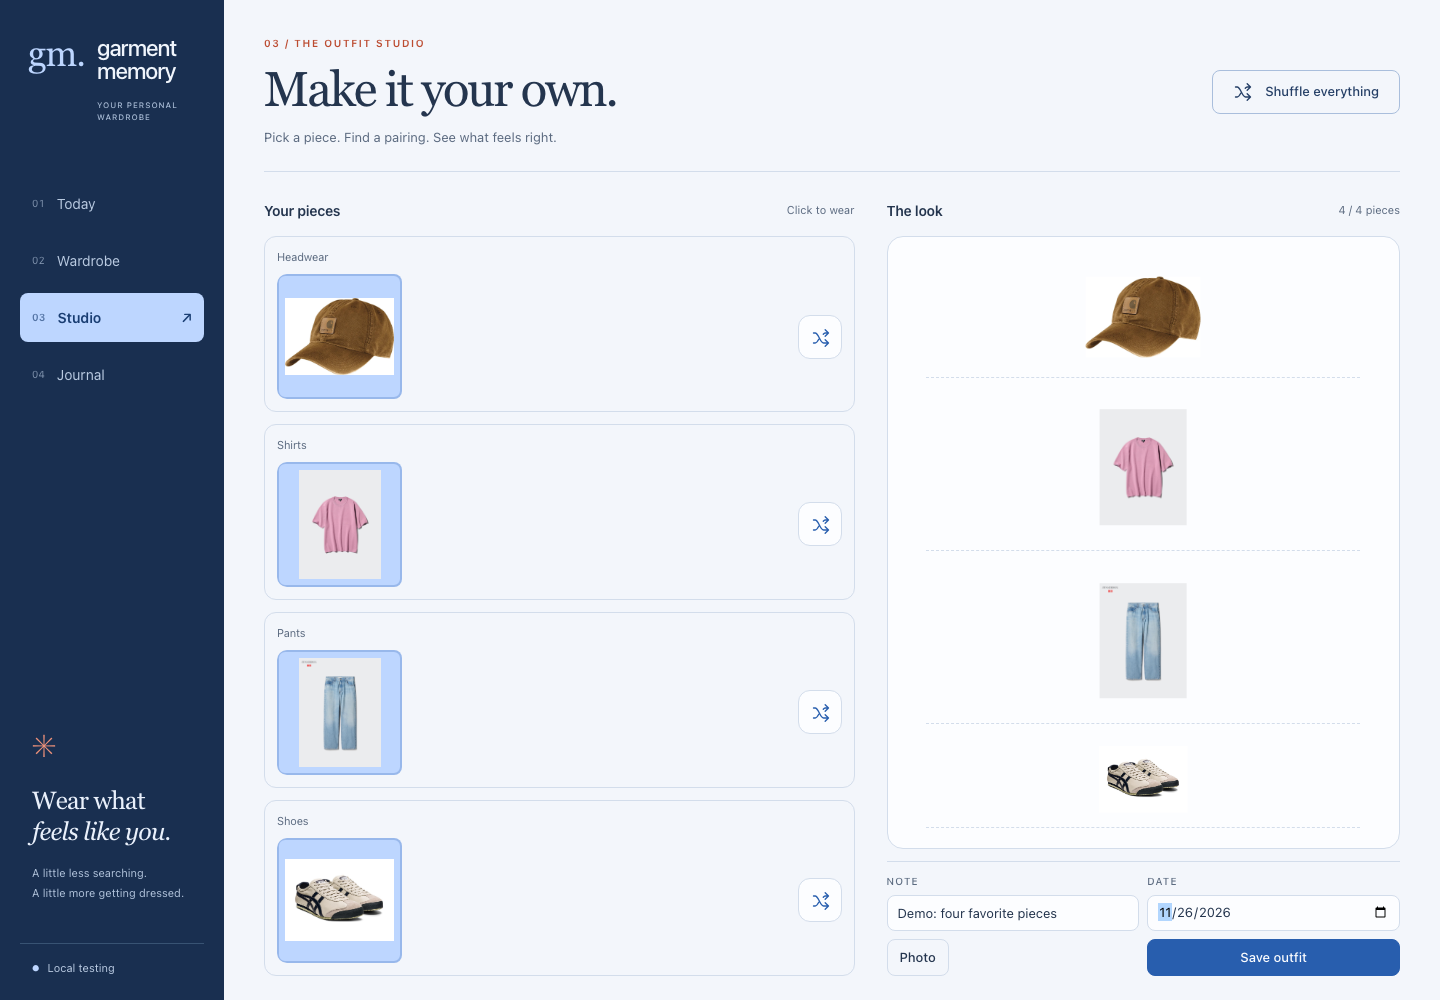 gm.
garment
memory
YOUR PERSONAL
WARDROBE
01 Today
02 Wardrobe
03 Studio
04 Journal
Wear what
feels like you.
A little less searching.
A little more getting dressed.
Local testing
03 / THE OUTFIT STUDIO
Make it your own.
Pick a piece. Find a pairing. See what feels right.
Shuffle everything
Your pieces
Click to wear
Headwear
Shirts
Pants
Shoes
The look
4 / 4 pieces
NOTE
Demo: four favorite pieces
DATE
11/26/2026
Photo
Save outfit